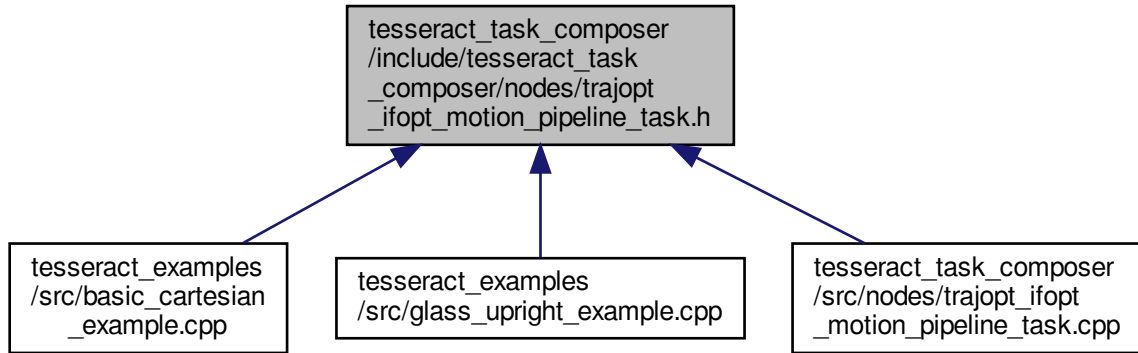 tesseract_task_composer
/include/tesseract_task
_composer/nodes/trajopt
_ifopt_motion_pipeline_task.h
tesseract_examples
/src/basic_cartesian
_example.cpp
tesseract_examples
/src/glass_upright_example.cpp
tesseract_task_composer
/src/nodes/trajopt_ifopt
_motion_pipeline_task.cpp